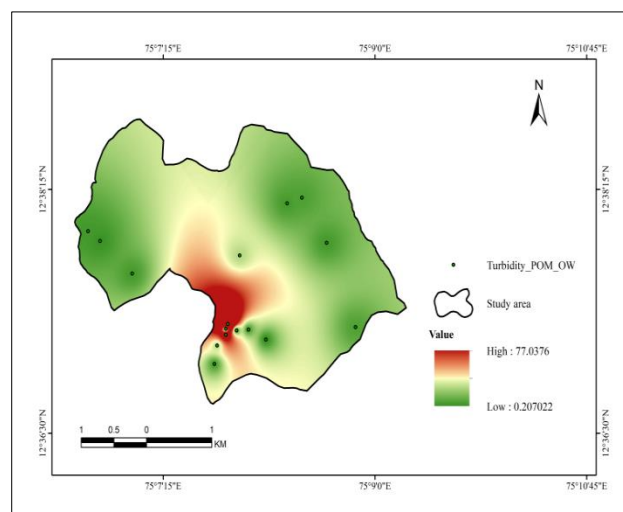 75°7'15"E 75°9'0"E 75°10'45"E
N
12°38'15"N 12°38'15"N
Turbidity_POM_OW
Study area
Value
High : 77.0376
Low : 0.207022
12°36'30"N 12°36'30"N
1 0.5 0 1
KM
75°7'15"E 75°9'0"E 75°10'45"E